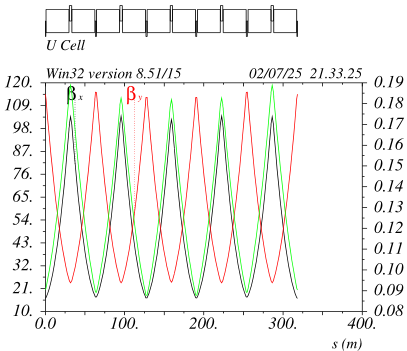 U Cell
Win32 version 8.51/15 02/07/25 21.33.25
120. βx βy 0.19
109. 0.18
98. 0.17
87. 0.16
76. 0.15
65. 0.14
54. 0.13
43. 0.12
32. 0.11
21. 0.10
10. 0.09
0.08
0.0 100. 200. 300. 400.
s (m)